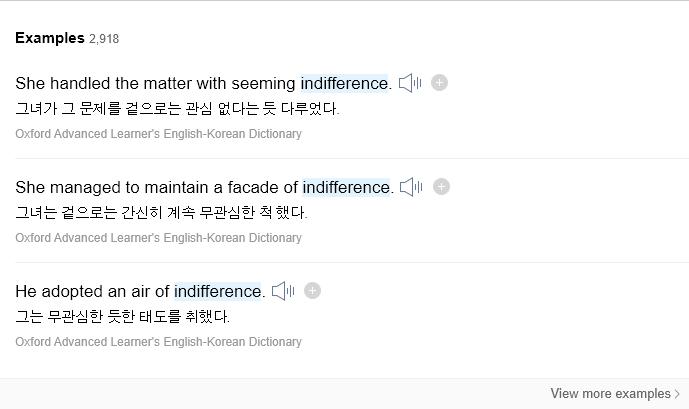 Examples 2,918
She handled the matter with seeming indifference.
그녀가 그 문제를 겉으로는 관심 없다는 듯 다루었다.
Oxford Advanced Learner's English-Korean Dictionary
She managed to maintain a facade of indifference.
그녀는 겉으로는 간신히 계속 무관심한 척 했다.
Oxford Advanced Learner's English-Korean Dictionary
He adopted an air of indifference.
그는 무관심한 듯한 태도를 취했다.
Oxford Advanced Learner's English-Korean Dictionary
View more examples